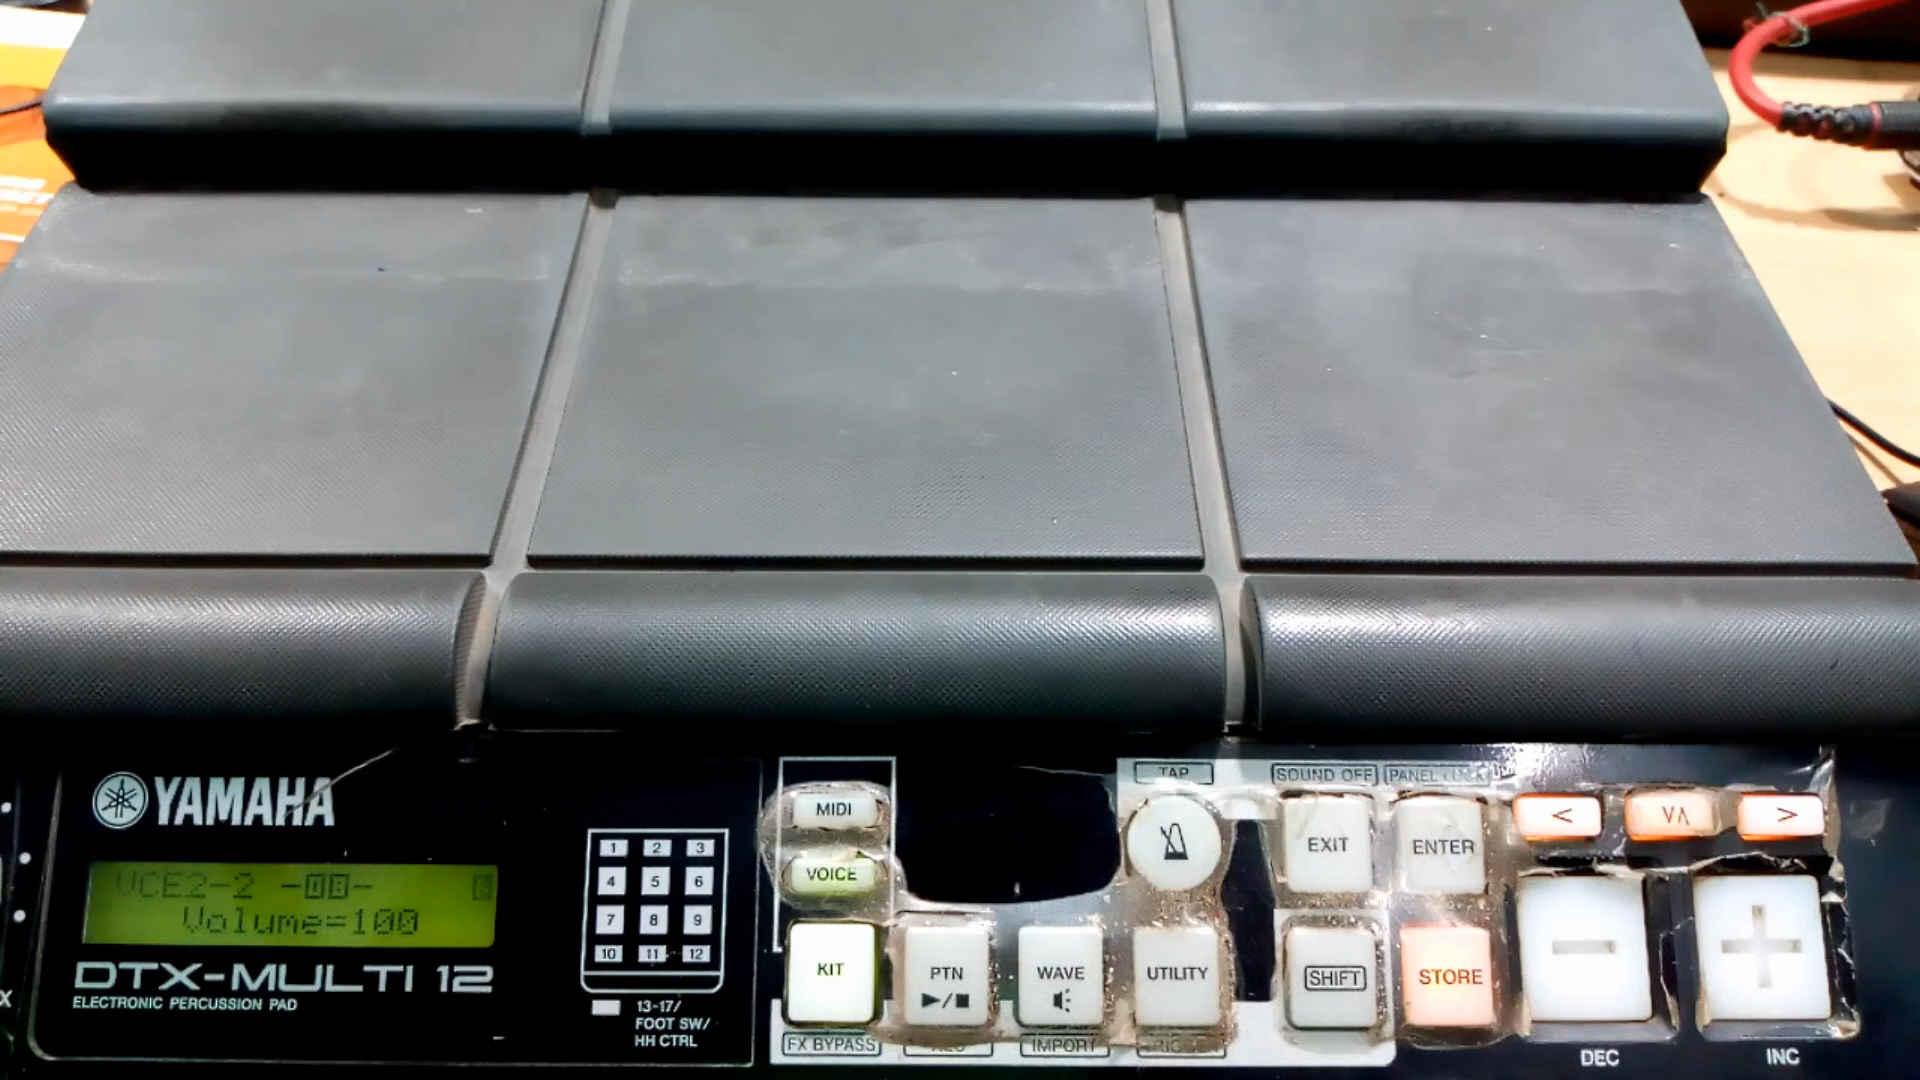 YAMAHA
VCE2-2
Volume=100
DTX-MULTI 12
ELECTRONIC PERCUSSION PAD
1 2 3
4 5 6
7 8 9
10 11 12
13-17/
FOOT SW/
HH CTRL
MIDI
VOICE
KIT
PTN
WAVE
UTILITY
FX BYPASS
IMPORT
TAP
SOUND OFF
EXIT
ENTER
SHIFT
STORE
<
>
DEC
INC